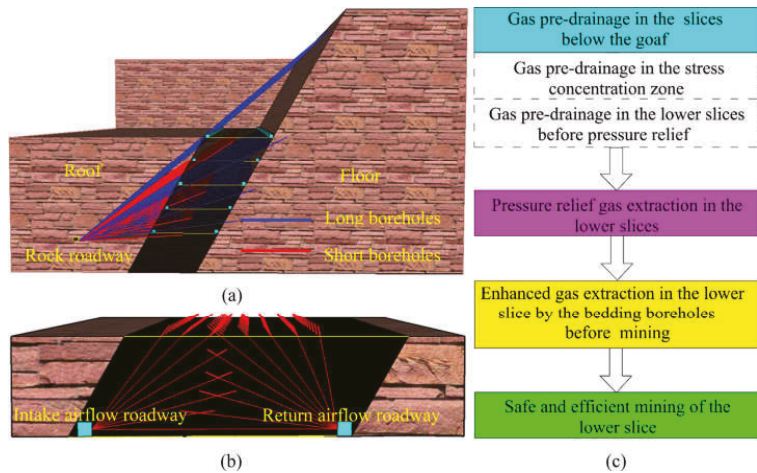 Roof
Floor
Long boreholes
Short boreholes
Rock roadway
(a)
Intake airflow roadway
Return airflow roadway
(b)
Gas pre-drainage in the slices
below the goaf
Gas pre-drainage in the stress
concentration zone
Gas pre-drainage in the lower slices
before pressure relief
Pressure relief gas extraction in the
lower slices
Enhanced gas extraction in the lower
slice by the bedding boreholes
before mining
Safe and efficient mining of the
lower slice
(c)